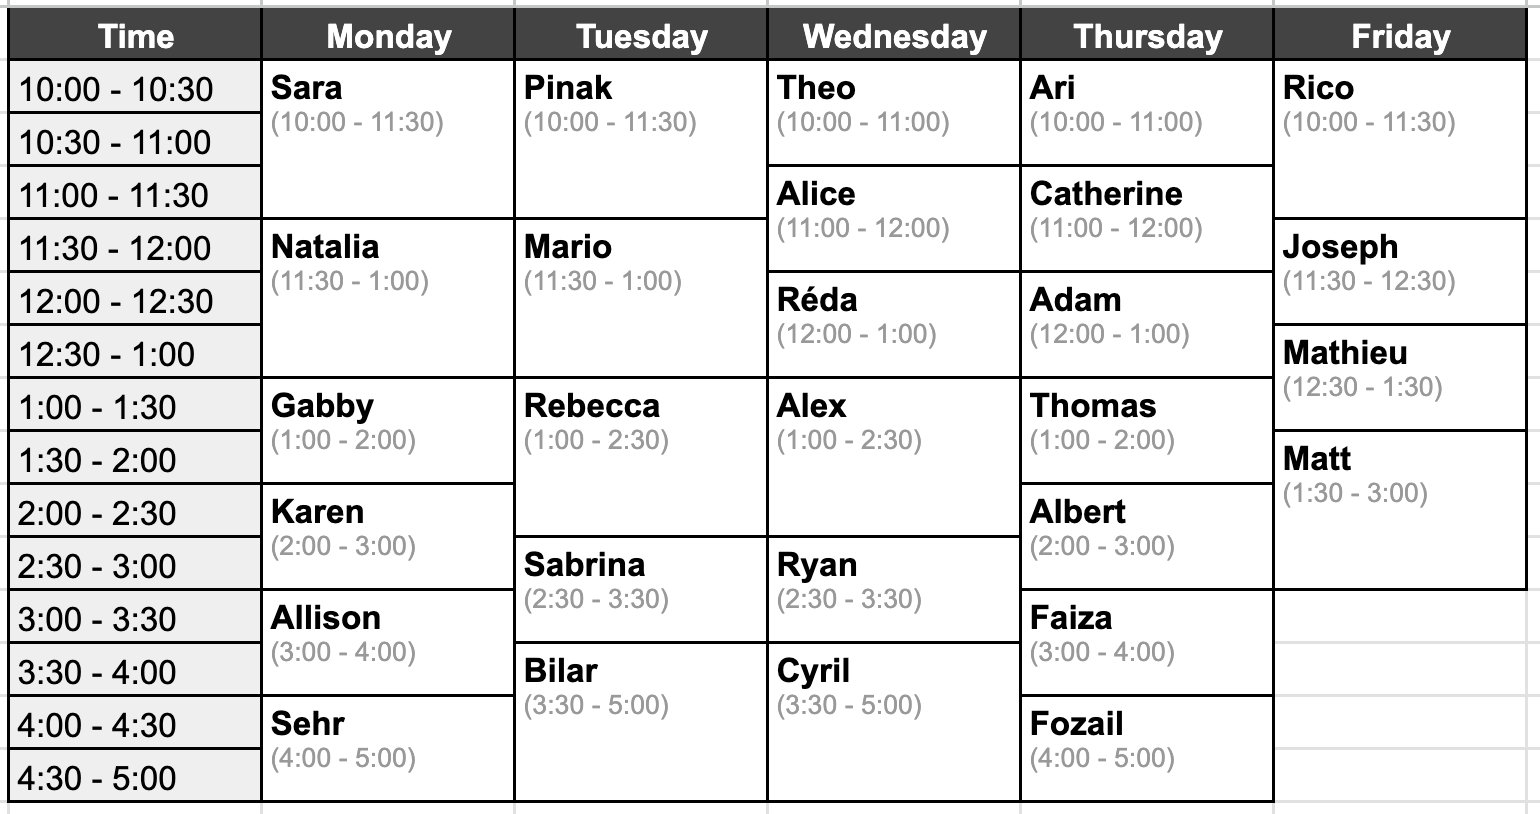 Time Monday Tuesday Wednesday Thursday Friday
10:00 - 10:30 Sara Pinak Theo Ari Rico
(10:00 - 11:30) (10:00 - 11:30) (10:00 - 11:00) (10:00 - 11:00) (10:00 - 11:30)
10:30 - 11:00
11:00 - 11:30 Alice Catherine
(11:00 - 12:00) (11:00 - 12:00)
11:30 - 12:00 Natalia Mario Joseph
(11:30 - 1:00) (11:30 - 1:00) (11:30 - 12:30)
12:00 - 12:30 Réda Adam
(12:00 - 1:00) (12:00 - 1:00)
12:30 - 1:00 Mathieu
(12:30 - 1:30)
1:00 - 1:30 Gabby Rebecca Alex Thomas
(1:00 - 2:00) (1:00 - 2:30) (1:00 - 2:30) (1:00 - 2:00)
1:30 - 2:00 Matt
(1:30 - 3:00)
2:00 - 2:30 Karen Albert
(2:00 - 3:00) (2:00 - 3:00)
2:30 - 3:00 Sabrina Ryan
(2:30 - 3:30) (2:30 - 3:30)
3:00 - 3:30 Allison Faiza
(3:00 - 4:00) (3:00 - 4:00)
3:30 - 4:00 Bilar Cyril
(3:30 - 5:00) (3:30 - 5:00)
4:00 - 4:30 Sehr Fozail
(4:00 - 5:00) (4:00 - 5:00)
4:30 - 5:00